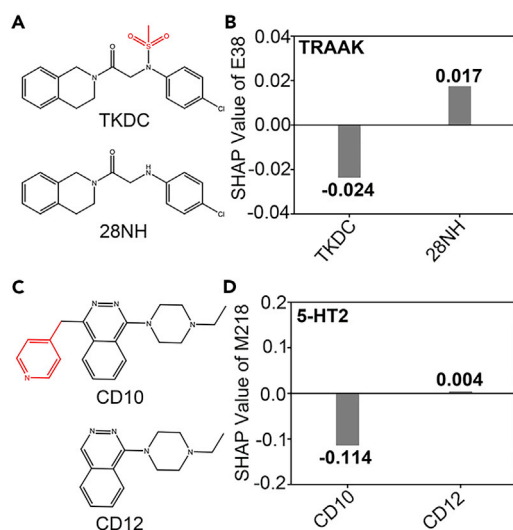 A
O
O
O
S
O
N
N
Cl
TKDC
O
H
N
N
Cl
28NH
B
TRAAK
SHAP Value of E38
0.04
0.02
0.00
-0.02
-0.04
0.017
-0.024
TKDC
28NH
C
N
N
N
N
N
CD10
N
N
N
N
CD12
D
5-HT2
SHAP Value of M218
0.2
0.1
0.0
-0.1
-0.2
0.004
-0.114
CD10
CD12